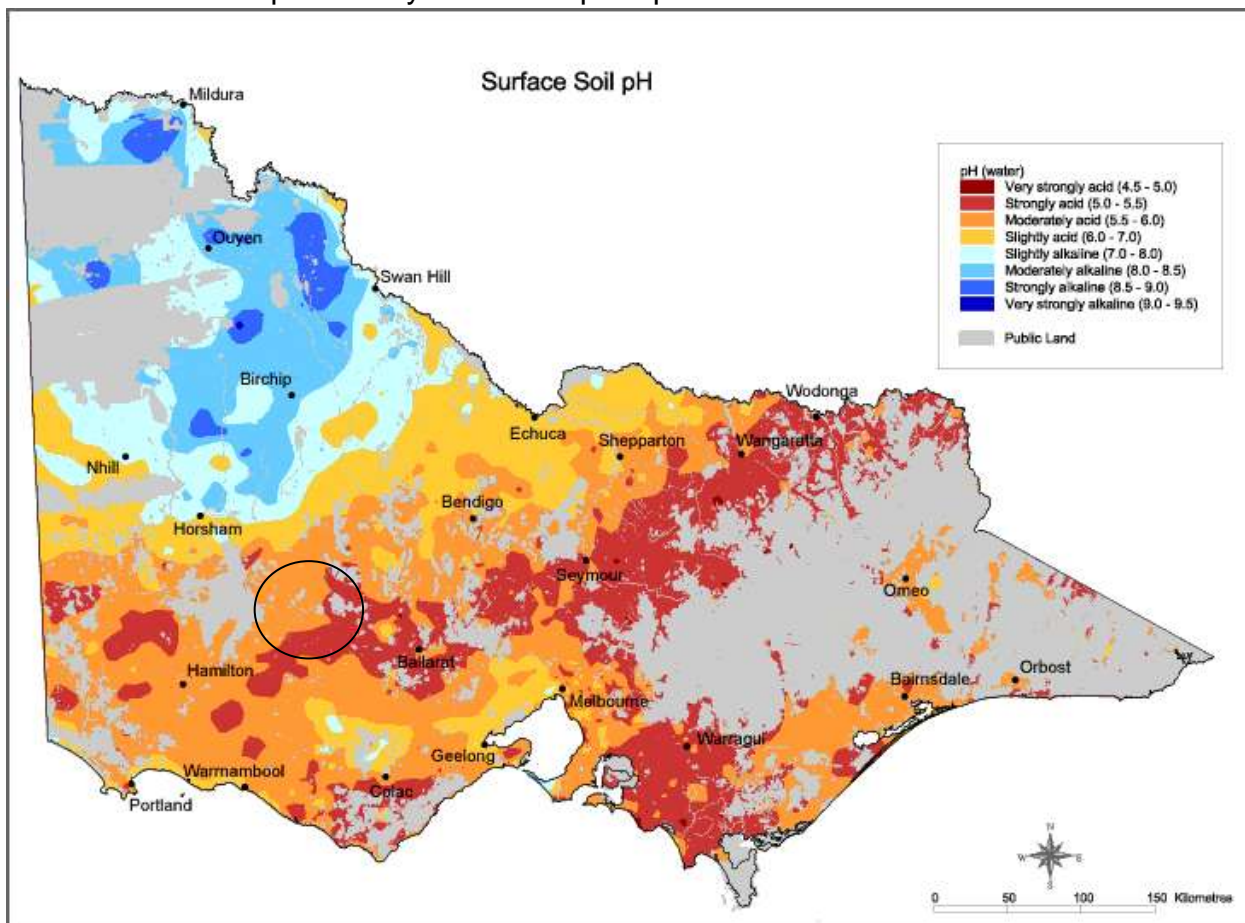 Surface Soil pH
pH (water)
Very strongly acid (4.5 - 5.0)
Strongly acid (5.0 - 5.5)
Moderately acid (5.5 - 6.0)
Slightly acid (6.0 - 7.0)
Slightly alkaline (7.0 - 8.0)
Moderately alkaline (8.0 - 8.5)
Strongly alkaline (8.5 - 9.0)
Very strongly alkaline (9.0 - 9.5)
Public Land
Mildura
Ouyen
Swan Hill
Birchip
Wodonga
Echuca
Shepparton
Wangaratta
Nhill
Bendigo
Horsham
Seymour
Omeo
Ballarat
Hamilton
Orbost
Bairnsdale
Melbourne
Warragul
Geelong
Warrnambool
Colac
Portland
N
W E
S
0 50 100 150 Kilometres